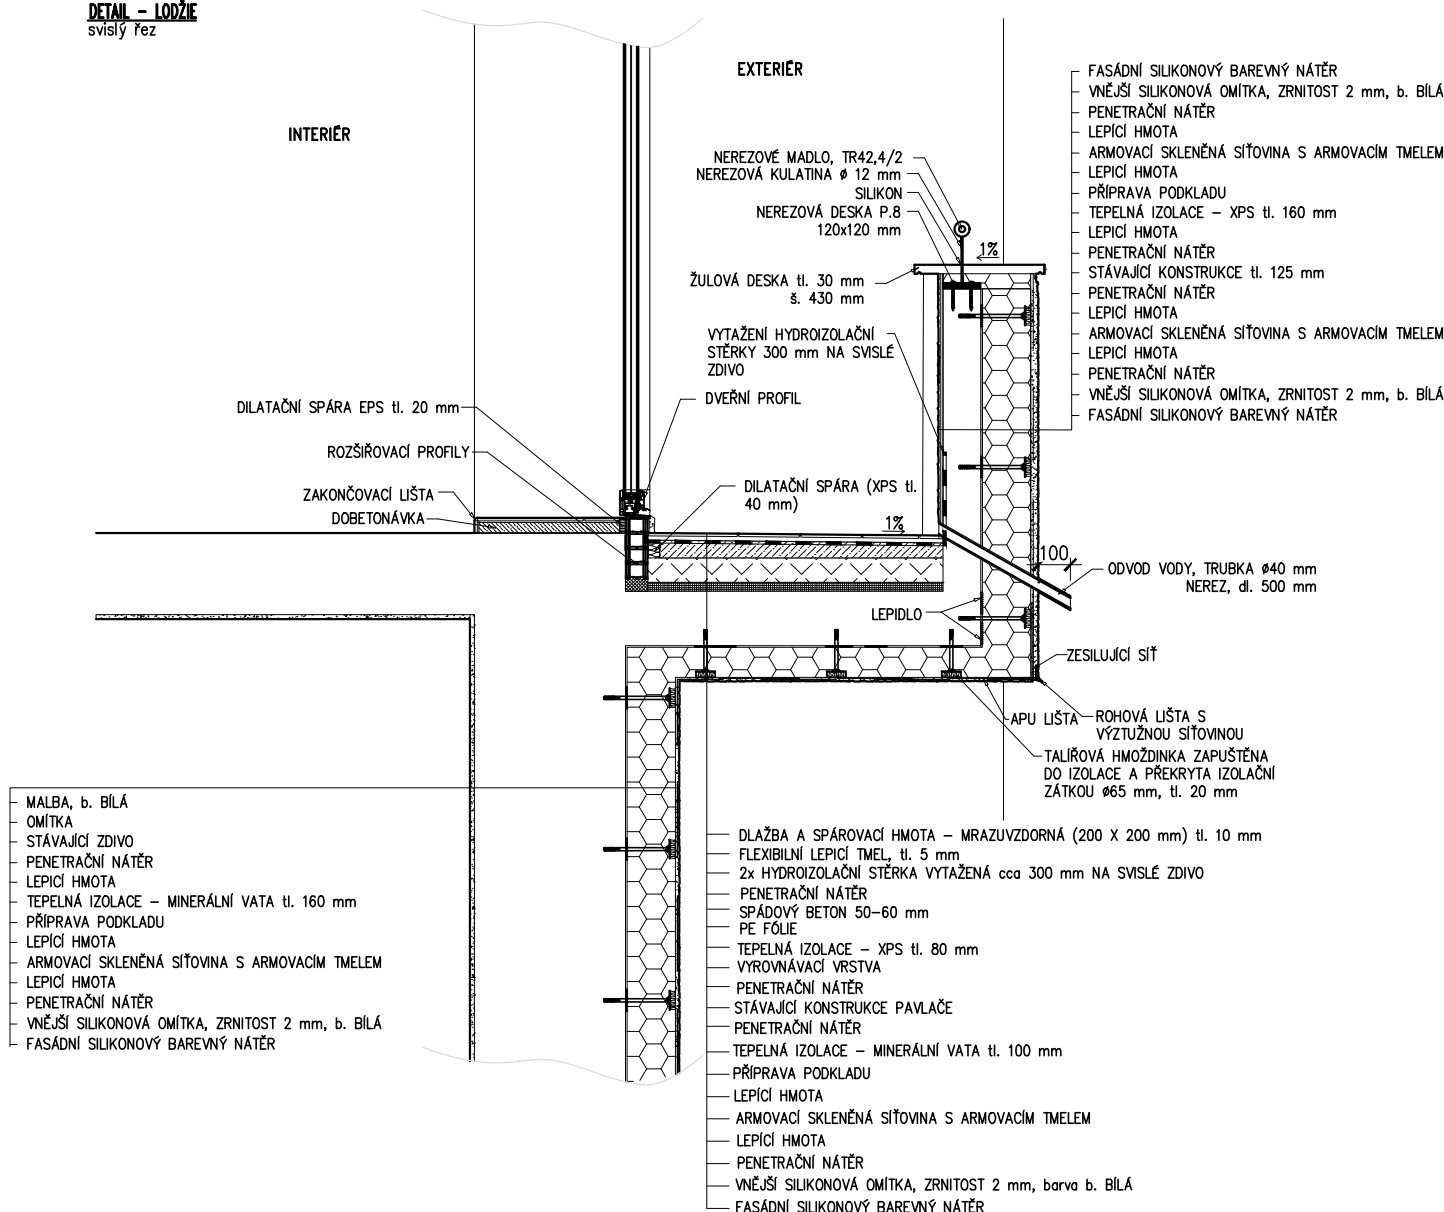 DETAIL - LODŽIE
svislý řez
EXTERIÉR
INTERIÉR
NEREZOVÉ MADLO, TR42,4/2
NEREZOVÁ KULATINA ø 12 mm
SILIKON
NEREZOVÁ DESKA P.8
120x120 mm
1%
ŽULOVÁ DESKA tl. 30 mm
š. 430 mm
VYTAŽENÍ HYDROIZOLAČNÍ
STĚRKY 300 mm NA SVISLÉ
ZDIVO
DVEŘNÍ PROFIL
DILATAČNÍ SPÁRA EPS tl. 20 mm
ROZŠIŘOVACÍ PROFILY
ZAKONČOVACÍ LIŠTA
DOBETONÁVKA
DILATAČNÍ SPÁRA (XPS tl.
40 mm)
1%
100
ODVOD VODY, TRUBKA ø40 mm
NEREZ, dl. 500 mm
LEPIDLO
ZESILUJÍCÍ SÍŤ
APU LIŠTA
ROHOVÁ LIŠTA S
VÝZTUŽNOU SÍŤOVINOU
TALÍŘOVÁ HMOŽDINKA ZAPUŠTĚNA
DO IZOLACE A PŘEKRYTA IZOLAČNÍ
ZÁTKOU ø65 mm, tl. 20 mm
FASÁDNÍ SILIKONOVÝ BAREVNÝ NÁTĚR
VNĚJŠÍ SILIKONOVÁ OMÍTKA, ZRNITOST 2 mm, b. BÍLÁ
PENETRAČNÍ NÁTĚR
LEPÍCÍ HMOTA
ARMOVACÍ SKLENĚNÁ SÍŤOVINA S ARMOVACÍM TMELEM
LEPICÍ HMOTA
PŘÍPRAVA PODKLADU
TEPELNÁ IZOLACE - XPS tl. 160 mm
LEPICÍ HMOTA
PENETRAČNÍ NÁTĚR
STÁVAJÍCÍ KONSTRUKCE tl. 125 mm
PENETRAČNÍ NÁTĚR
LEPICÍ HMOTA
ARMOVACÍ SKLENĚNÁ SÍŤOVINA S ARMOVACÍM TMELEM
LEPICÍ HMOTA
PENETRAČNÍ NÁTĚR
VNĚJŠÍ SILIKONOVÁ OMÍTKA, ZRNITOST 2 mm, b. BÍLÁ
FASÁDNÍ SILIKONOVÝ BAREVNÝ NÁTĚR
MALBA, b. BÍLÁ
OMÍTKA
STÁVAJÍCÍ ZDIVO
PENETRAČNÍ NÁTĚR
LEPICÍ HMOTA
TEPELNÁ IZOLACE - MINERÁLNÍ VATA tl. 160 mm
PŘÍPRAVA PODKLADU
LEPÍCÍ HMOTA
ARMOVACÍ SKLENĚNÁ SÍŤOVINA S ARMOVACÍM TMELEM
LEPICÍ HMOTA
PENETRAČNÍ NÁTĚR
VNĚJŠÍ SILIKONOVÁ OMÍTKA, ZRNITOST 2 mm, b. BÍLÁ
FASÁDNÍ SILIKONOVÝ BAREVNÝ NÁTĚR
DLAŽBA A SPÁROVACÍ HMOTA - MRAZUVZDORNÁ (200 X 200 mm) tl. 10 mm
FLEXIBILNÍ LEPICÍ TMEL, tl. 5 mm
2x HYDROIZOLAČNÍ STĚRKA VYTAŽENÁ cca 300 mm NA SVISLÉ ZDIVO
PENETRAČNÍ NÁTĚR
SPÁDOVÝ BETON 50-60 mm
PE FÓLIE
TEPELNÁ IZOLACE - XPS tl. 80 mm
VYROVNÁVACÍ VRSTVA
PENETRAČNÍ NÁTĚR
STÁVAJÍCÍ KONSTRUKCE PAVLAČE
PENETRAČNÍ NÁTĚR
TEPELNÁ IZOLACE - MINERÁLNÍ VATA tl. 100 mm
PŘÍPRAVA PODKLADU
LEPÍCÍ HMOTA
ARMOVACÍ SKLENĚNÁ SÍŤOVINA S ARMOVACÍM TMELEM
LEPÍCÍ HMOTA
PENETRAČNÍ NÁTĚR
VNĚJŠÍ SILIKONOVÁ OMÍTKA, ZRNITOST 2 mm, barva b. BÍLÁ
FASÁDNÍ SILIKONOVÝ BAREVNÝ NÁTĚR